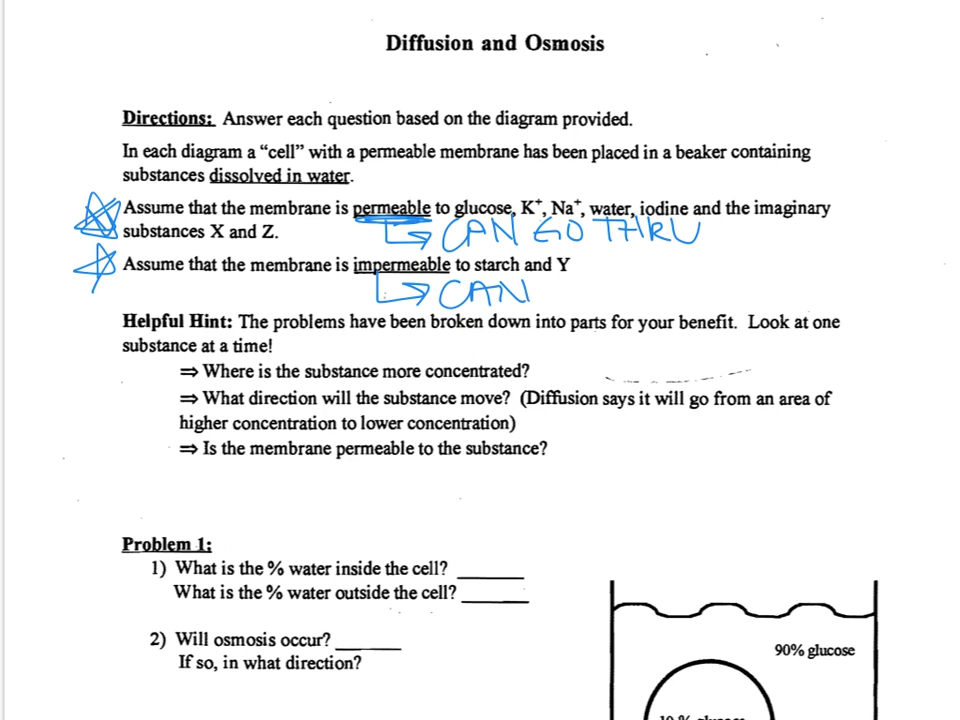 Diffusion and Osmosis
Directions: Answer each question based on the diagram provided.
In each diagram a “cell” with a permeable membrane has been placed in a beaker containing
substances dissolved in water.
Assume that the membrane is permeable to glucose, K⁺, Na⁺, water, iodine and the imaginary
substances X and Z.
CAN GO THRU
Assume that the membrane is impermeable to starch and Y
CAN
Helpful Hint: The problems have been broken down into parts for your benefit. Look at one
substance at a time!
⇒ Where is the substance more concentrated?
⇒ What direction will the substance move? (Diffusion says it will go from an area of
higher concentration to lower concentration)
⇒ Is the membrane permeable to the substance?
Problem 1:
1) What is the % water inside the cell? ______
What is the % water outside the cell? ______
2) Will osmosis occur? ______
If so, in what direction?
90% glucose